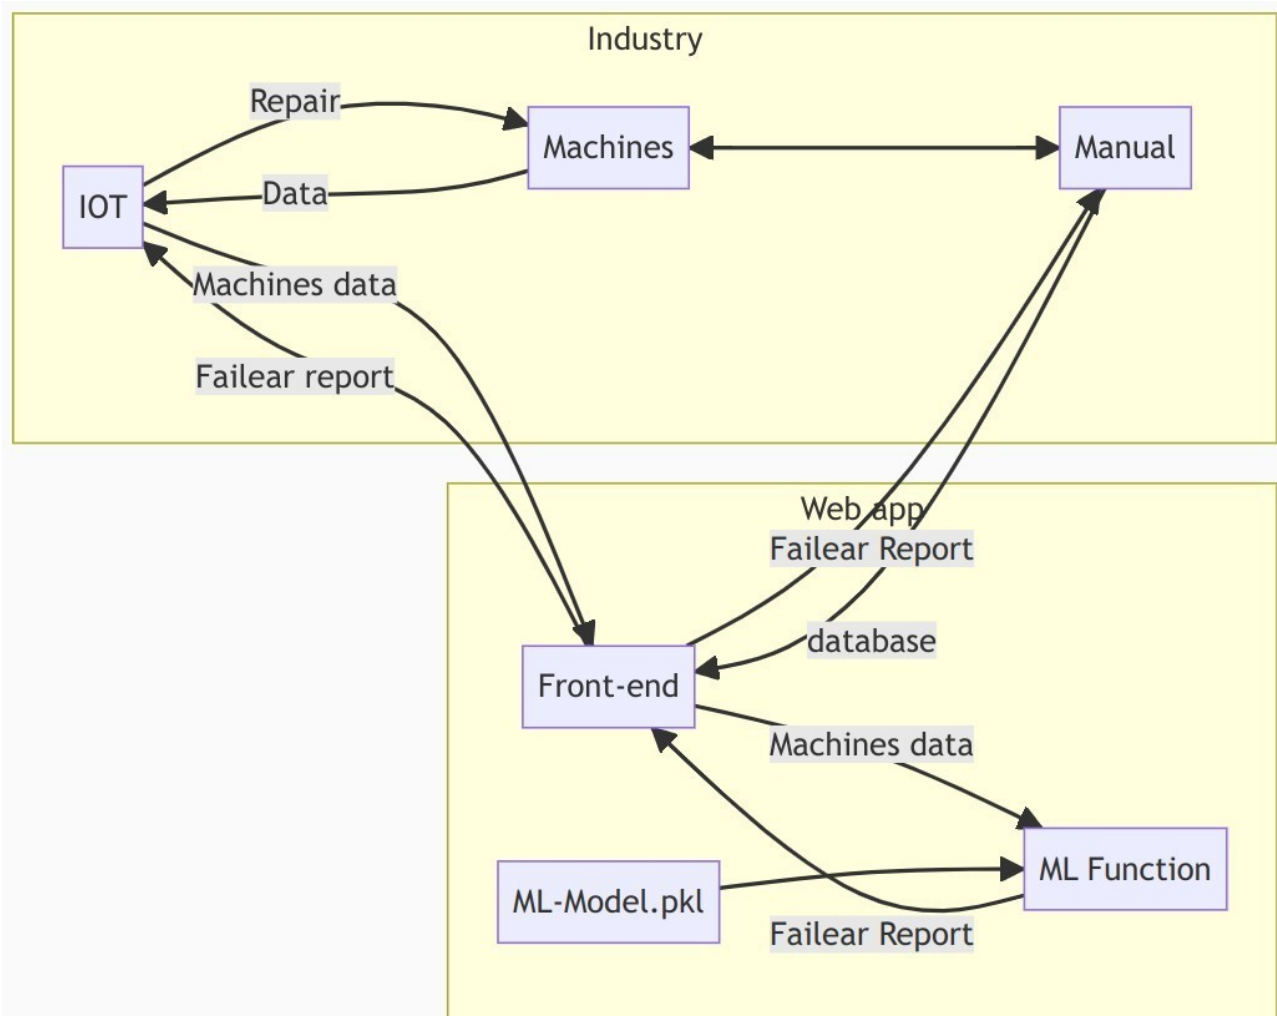 Industry
Repair
Machines
Manual
IOT
Data
Machines data
Failear report
Web app
Failear Report
database
Front-end
Machines data
ML Function
ML-Model.pkl
Failear Report